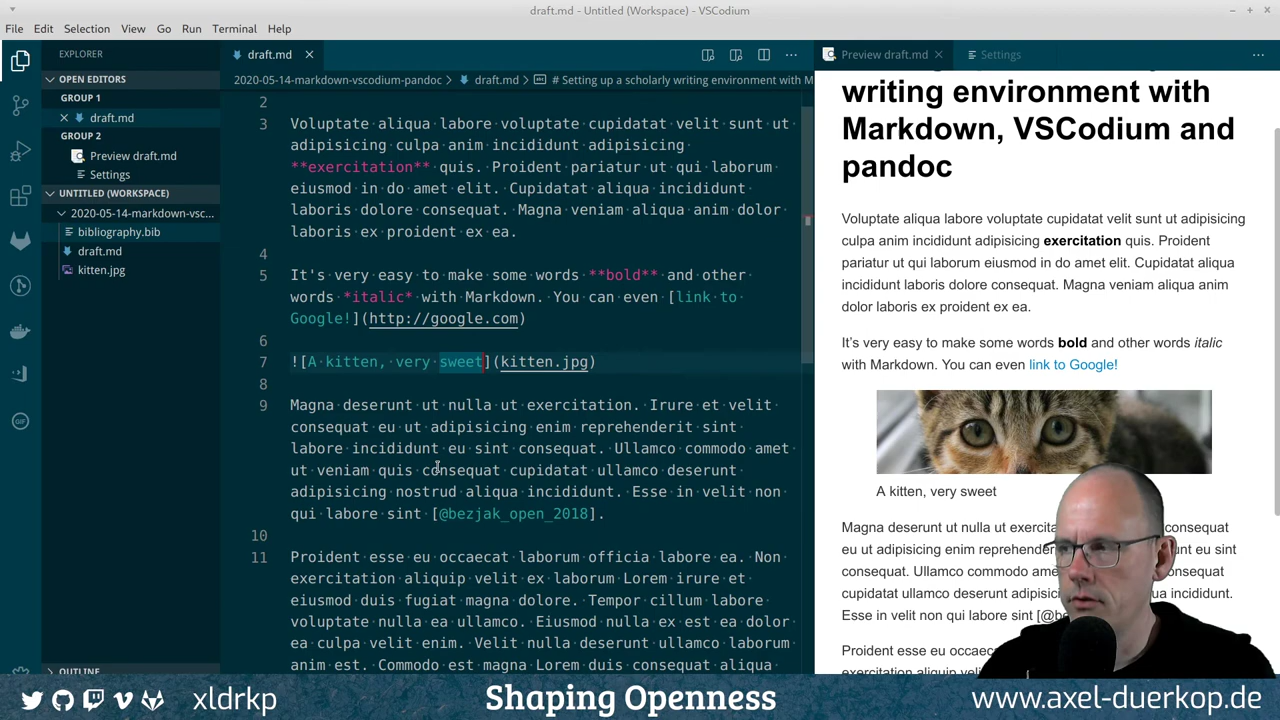 draft.md - Untitled (Workspace) - VSCodium
File Edit Selection View Go Run Terminal Help
EXPLORER
OPEN EDITORS
GROUP 1
draft.md
GROUP 2
Preview draft.md
Settings
UNTITLED (WORKSPACE)
2020-05-14-markdown-vsc...
bibliography.bib
draft.md
kitten.jpg
OUTLINE
draft.md
2020-05-14-markdown-vscodium-pandoc > draft.md > # Setting up a scholarly writing environment with M
2
3 Voluptate aliqua labore voluptate cupidatat velit sunt ut
adipisicing culpa anim incididunt adipisicing
**exercitation** quis. Proident pariatur ut qui laborum
eiusmod in do amet elit. Cupidatat aliqua incididunt
laboris dolore consequat. Magna veniam aliqua anim dolor
laboris ex proident ex ea.
4
5 It's very easy to make some words **bold** and other
words *italic* with Markdown. You can even [link to
Google!](http://google.com)
6
7 ![A kitten, very sweet](kitten.jpg)
8
9 Magna deserunt ut nulla ut exercitation. Irure et velit
consequat eu ut adipisicing enim reprehenderit sint
labore incididunt eu sint consequat. Ullamco commodo amet
ut veniam quis consequat cupidatat ullamco deserunt
adipisicing nostrud aliqua incididunt. Esse in velit non
qui labore sint [@bezjak_open_2018].
10
11 Proident esse eu occaecat laborum officia labore ea. Non
exercitation aliquip velit ex laborum Lorem irure et
eiusmod duis fugiat magna dolore. Tempor cillum labore
voluptate nulla ea ullamco. Eiusmod nulla ex est ea dolor
ea culpa velit enim. Velit nulla deserunt ullamco laborum
anim est. Commodo est magna Lorem duis consequat aliqua
Preview draft.md Settings
writing environment with
Markdown, VSCodium and
pandoc
Voluptate aliqua labore voluptate cupidatat velit sunt ut adipisicing
culpa anim incididunt adipisicing exercitation quis. Proident
pariatur ut qui laborum eiusmod in do amet elit. Cupidatat aliqua
incididunt laboris dolore consequat. Magna veniam aliqua anim
dolor laboris ex proident ex ea.
It's very easy to make some words bold and other words italic
with Markdown. You can even link to Google!
A kitten, very sweet
Magna deserunt ut nulla ut consequat
eu ut adipisicing enim eu sint
consequat. Ullamco commodo consequat
cupidatat ullamco deserunt incididunt.
Esse in velit non qui labore sint
Proident esse eu
exercitation aliquip
xldrkp
Shaping Openness
www.axel-duerkop.de